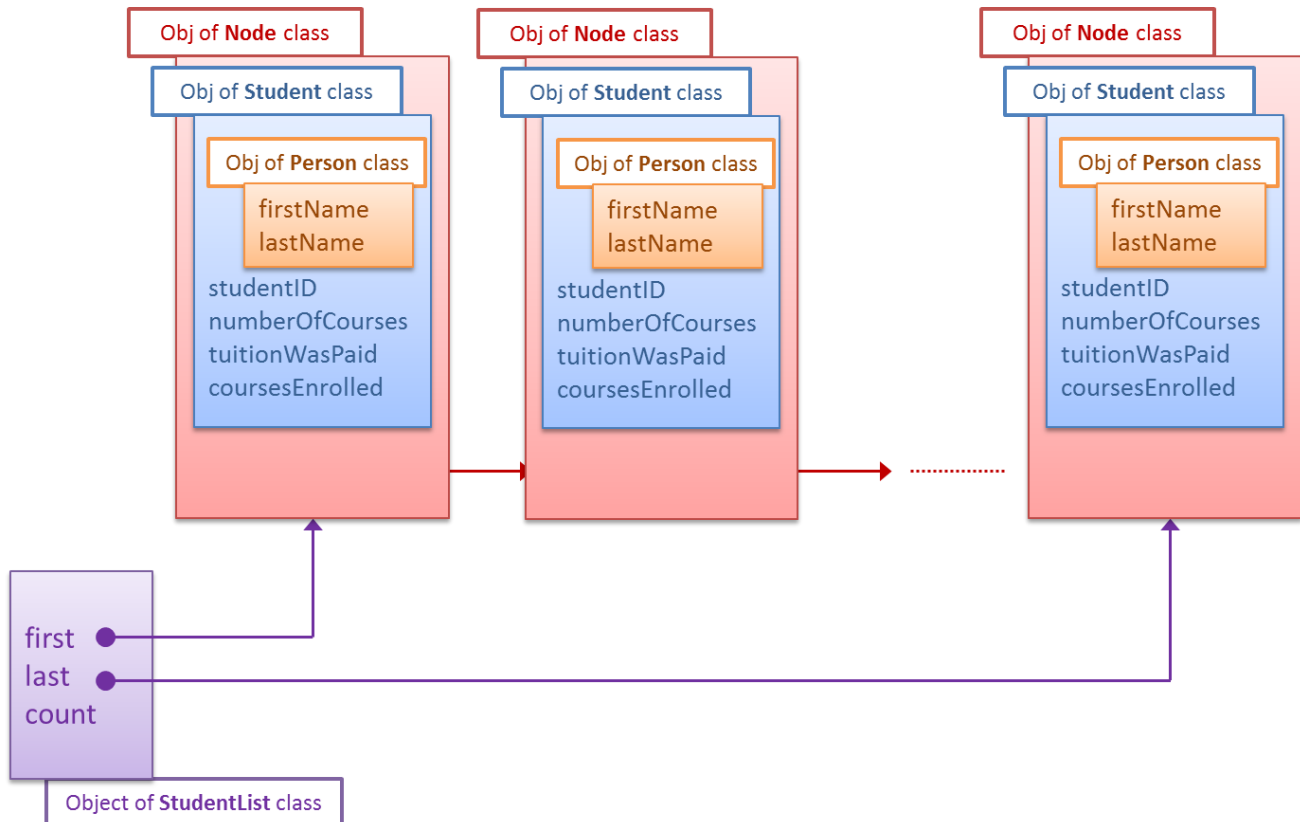 Obj of Node class
Obj of Node class
Obj of Node class
Obj of Student class
Obj of Student class
Obj of Student class
Obj of Person class
Obj of Person class
Obj of Person class
firstName
lastName
firstName
lastName
firstName
lastName
studentID
numberOfCourses
tuitionWasPaid
coursesEnrolled
studentID
numberOfCourses
tuitionWasPaid
coursesEnrolled
studentID
numberOfCourses
tuitionWasPaid
coursesEnrolled
first
last
count
Object of StudentList class